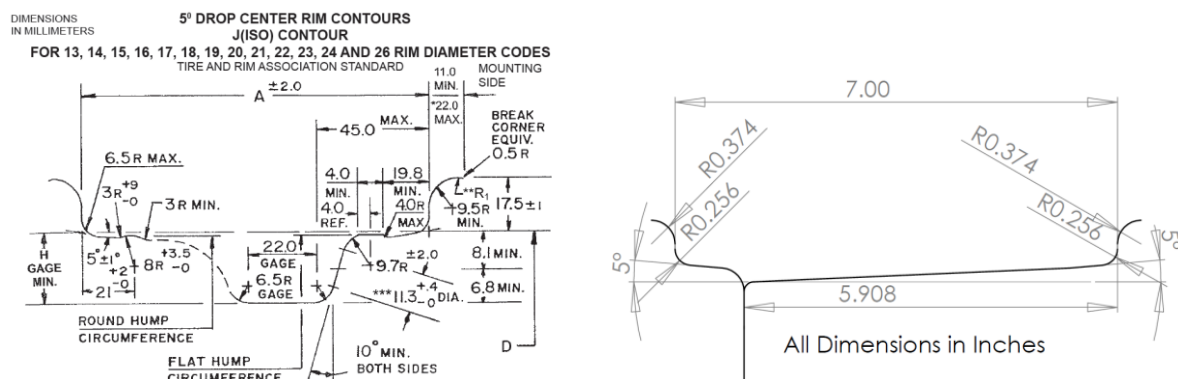 DIMENSIONS
IN MILLIMETERS
5° DROP CENTER RIM CONTOURS
J(ISO) CONTOUR
FOR 13, 14, 15, 16, 17, 18, 19, 20, 21, 22, 23, 24 AND 26 RIM DIAMETER CODES
TIRE AND RIM ASSOCIATION STANDARD
A ±2.0
11.0
MIN.
*22.0
MAX.
MOUNTING
SIDE
MAX.
45.0
BREAK
CORNER
EQUIV.
0.5 R
6.5 R MAX.
3R +9 -0
3 R MIN.
4.0
MIN.
4.0
REF.
19.8
MIN.
40R
MAX
**R1
9.5R
MIN.
17.5±1
H
GAGE
MIN.
5°±1°
+2
-0
21
8R +3.5 -0
22.0
GAGE
6.5R
GAGE
9.7R
±2.0
8.1 MIN.
6.8 MIN.
***11.3 +.4 -0 DIA.
ROUND HUMP
CIRCUMFERENCE
FLAT HUMP
CIRCUMFERENCE
10° MIN.
BOTH SIDES
D
7.00
R0.374
R0.256
R0.374
R0.256
5°
5°
5.908
All Dimensions in Inches